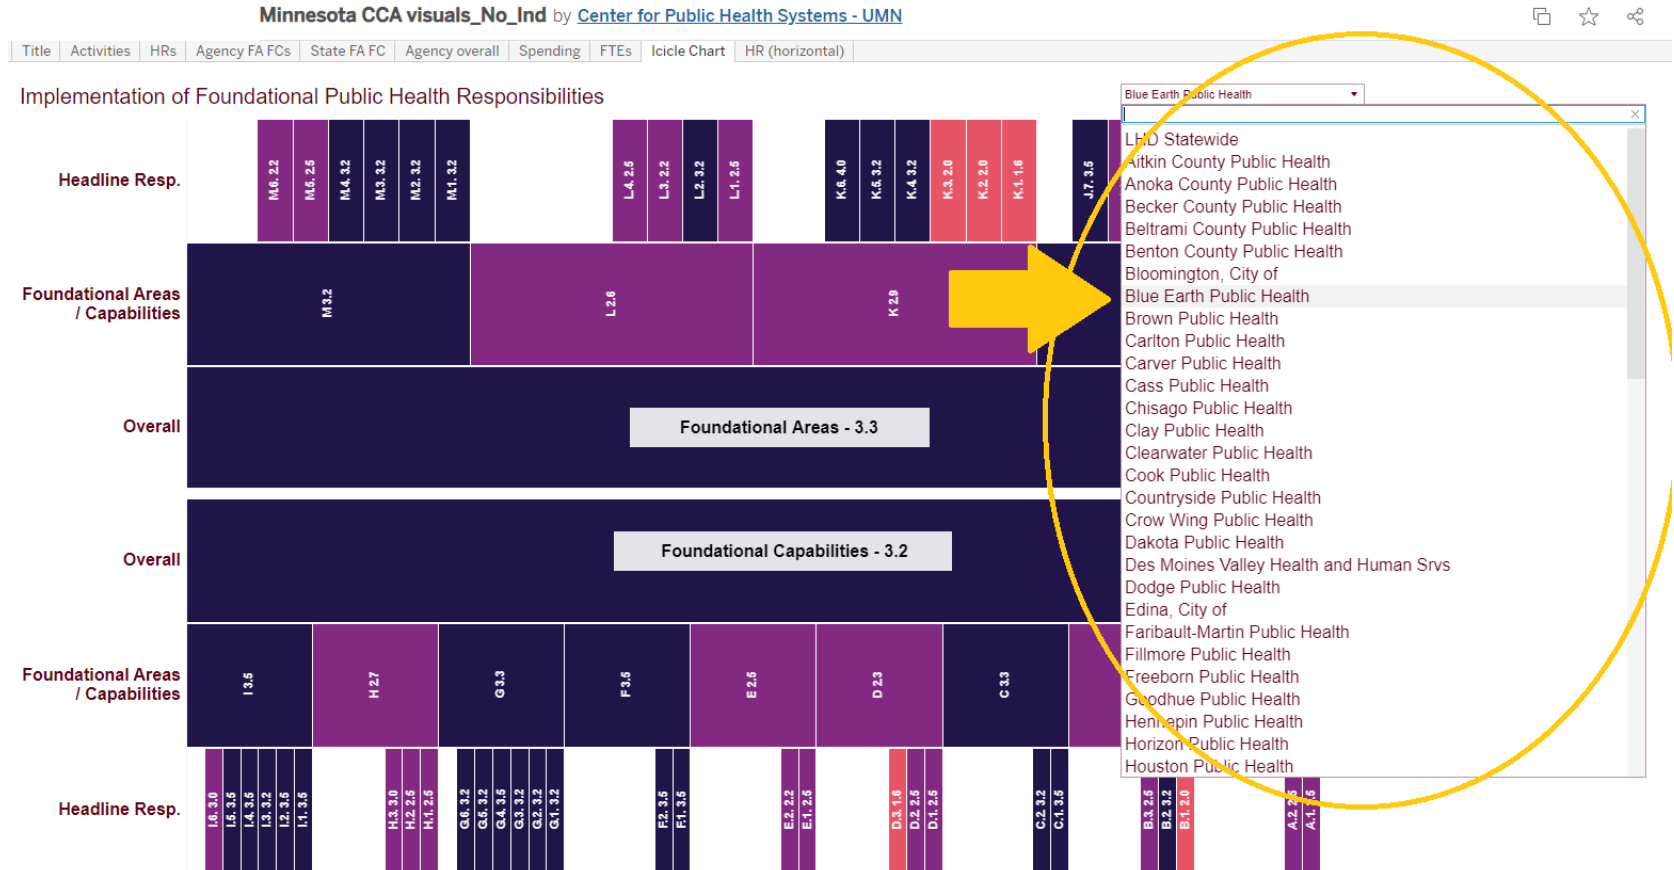 Minnesota CCA visuals_No_Ind by Center for Public Health Systems - UMN
Title Activities HRs Agency FA FCs State FA FC Agency overall Spending FTEs Icicle Chart HR (horizontal)
Implementation of Foundational Public Health Responsibilities
Blue Earth Public Health
Headline Resp.
M.6. 2.2
M.5. 2.5
M.4. 3.2
M.3. 3.2
M.2. 3.2
M.1. 3.2
L.4. 2.5
L.3. 2.2
L.2. 3.2
L.1. 2.5
K.6. 4.0
K.5. 3.2
K.4. 3.2
K.3. 2.0
K.2. 2.0
K.1. 1.6
J.7. 3.5
Foundational Areas
/ Capabilities
M 3.2
L 2.6
K 2.9
Overall
Foundational Areas - 3.3
Overall
Foundational Capabilities - 3.2
Foundational Areas
/ Capabilities
I 3.5
H 2.7
G 3.3
F 3.5
E 2.5
D 2.3
C 3.3
Headline Resp.
I.6. 3.0
I.5. 3.5
I.4. 3.5
I.3. 3.2
I.2. 3.5
I.1. 3.5
H.3. 3.0
H.2. 2.5
H.1. 2.5
G.6. 3.2
G.5. 3.2
G.4. 3.5
G.3. 3.2
G.2. 3.2
G.1. 3.2
F.2. 3.5
F.1. 3.5
E.2. 2.2
E.1. 2.5
D.3. 1.6
D.2. 2.5
D.1. 2.5
C.2. 3.2
C.1. 3.5
B.3. 2.5
B.2. 3.2
B.1. 2.0
A.2. 2.5
A.1. 2.5
LHD Statewide
Aitkin County Public Health
Anoka County Public Health
Becker County Public Health
Beltrami County Public Health
Benton County Public Health
Bloomington, City of
Blue Earth Public Health
Brown Public Health
Carlton Public Health
Carver Public Health
Cass Public Health
Chisago Public Health
Clay Public Health
Clearwater Public Health
Cook Public Health
Countryside Public Health
Crow Wing Public Health
Dakota Public Health
Des Moines Valley Health and Human Srvs
Dodge Public Health
Edina, City of
Faribault-Martin Public Health
Fillmore Public Health
Freeborn Public Health
Goodhue Public Health
Hennepin Public Health
Horizon Public Health
Houston Public Health